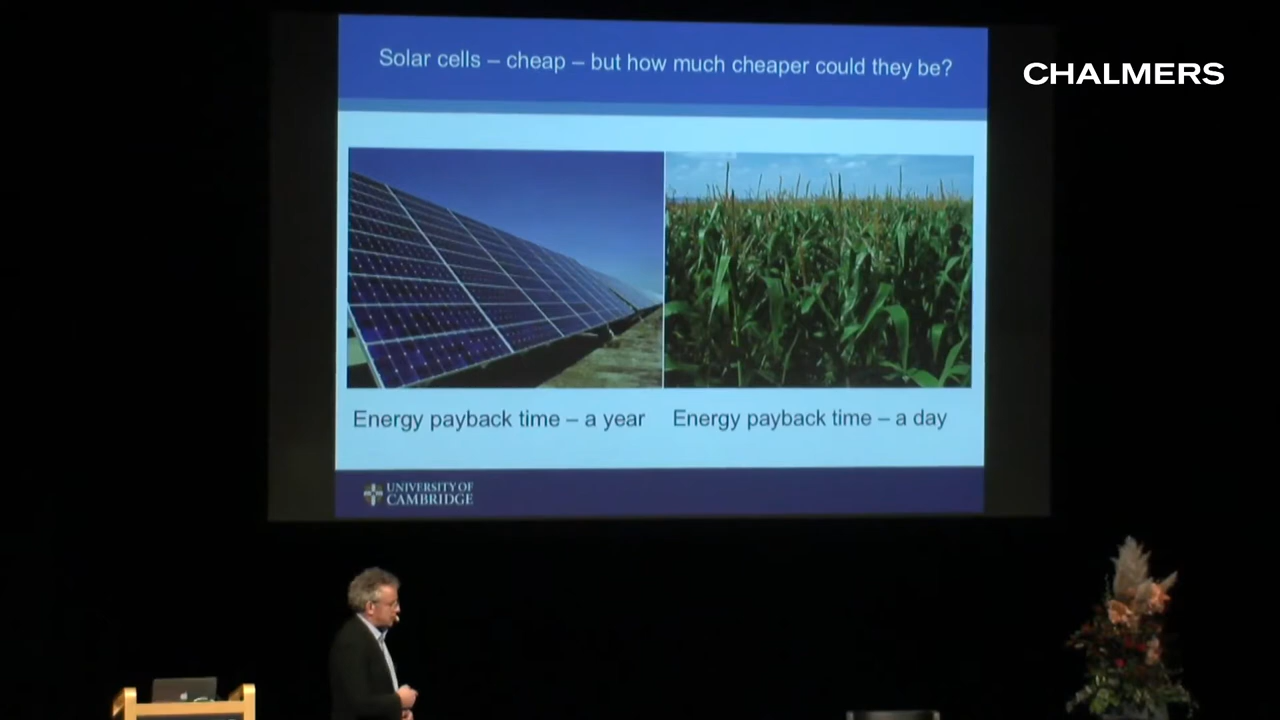 Solar cells – cheap – but how much cheaper could they be?
CHALMERS
Energy payback time – a year
Energy payback time – a day
UNIVERSITY OF
CAMBRIDGE